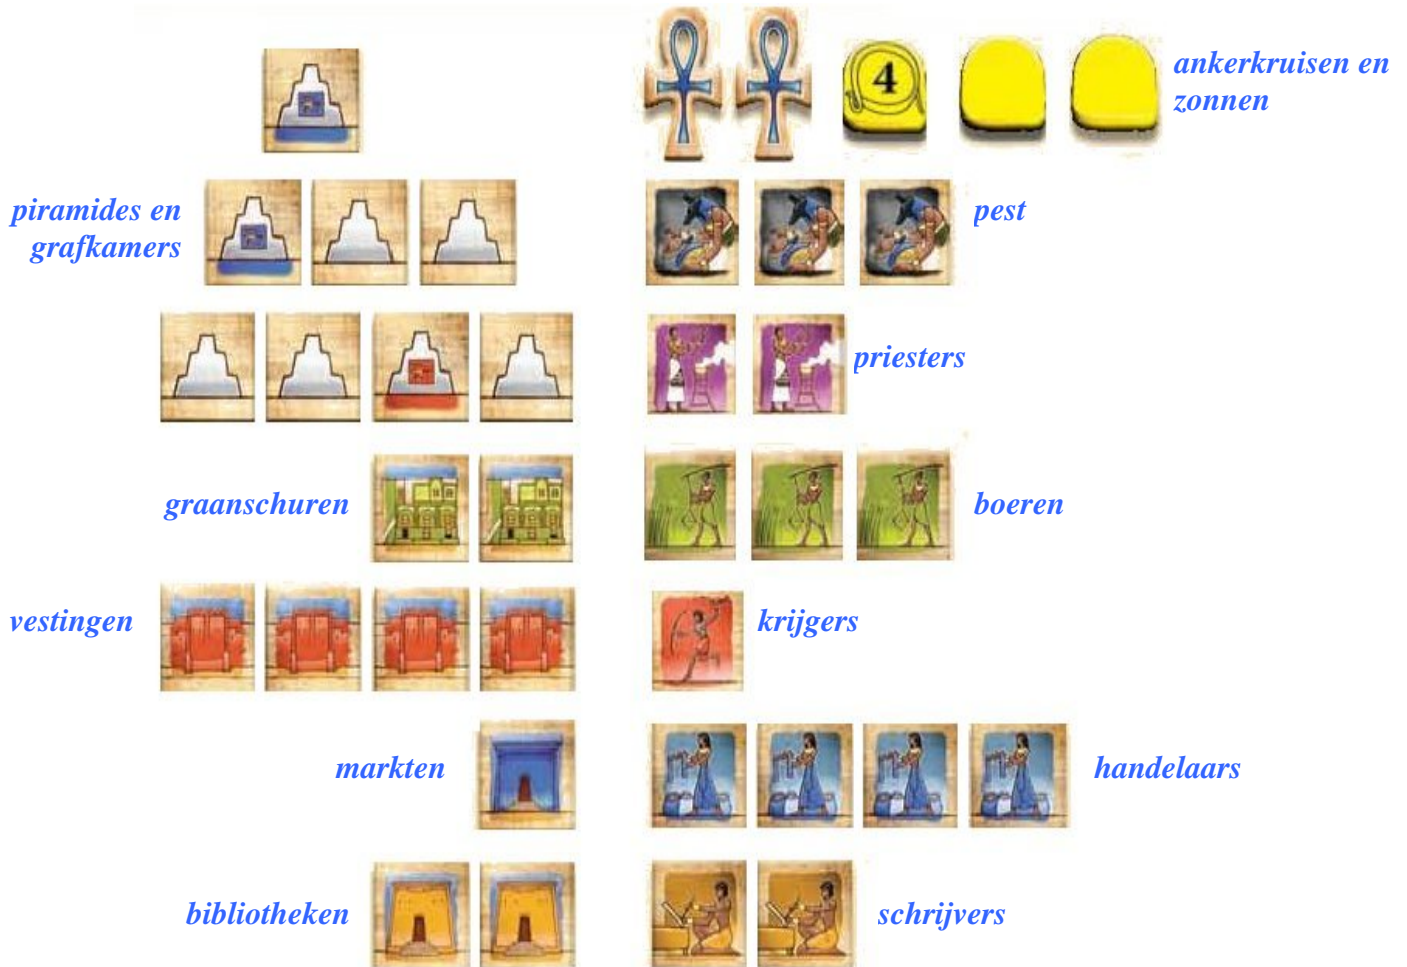 4
ankerkruisen en
zonnen
piramides en
grafkamers
pest
priesters
graanschuren
boeren
vestingen
krijgers
markten
handelaars
bibliotheken
schrijvers